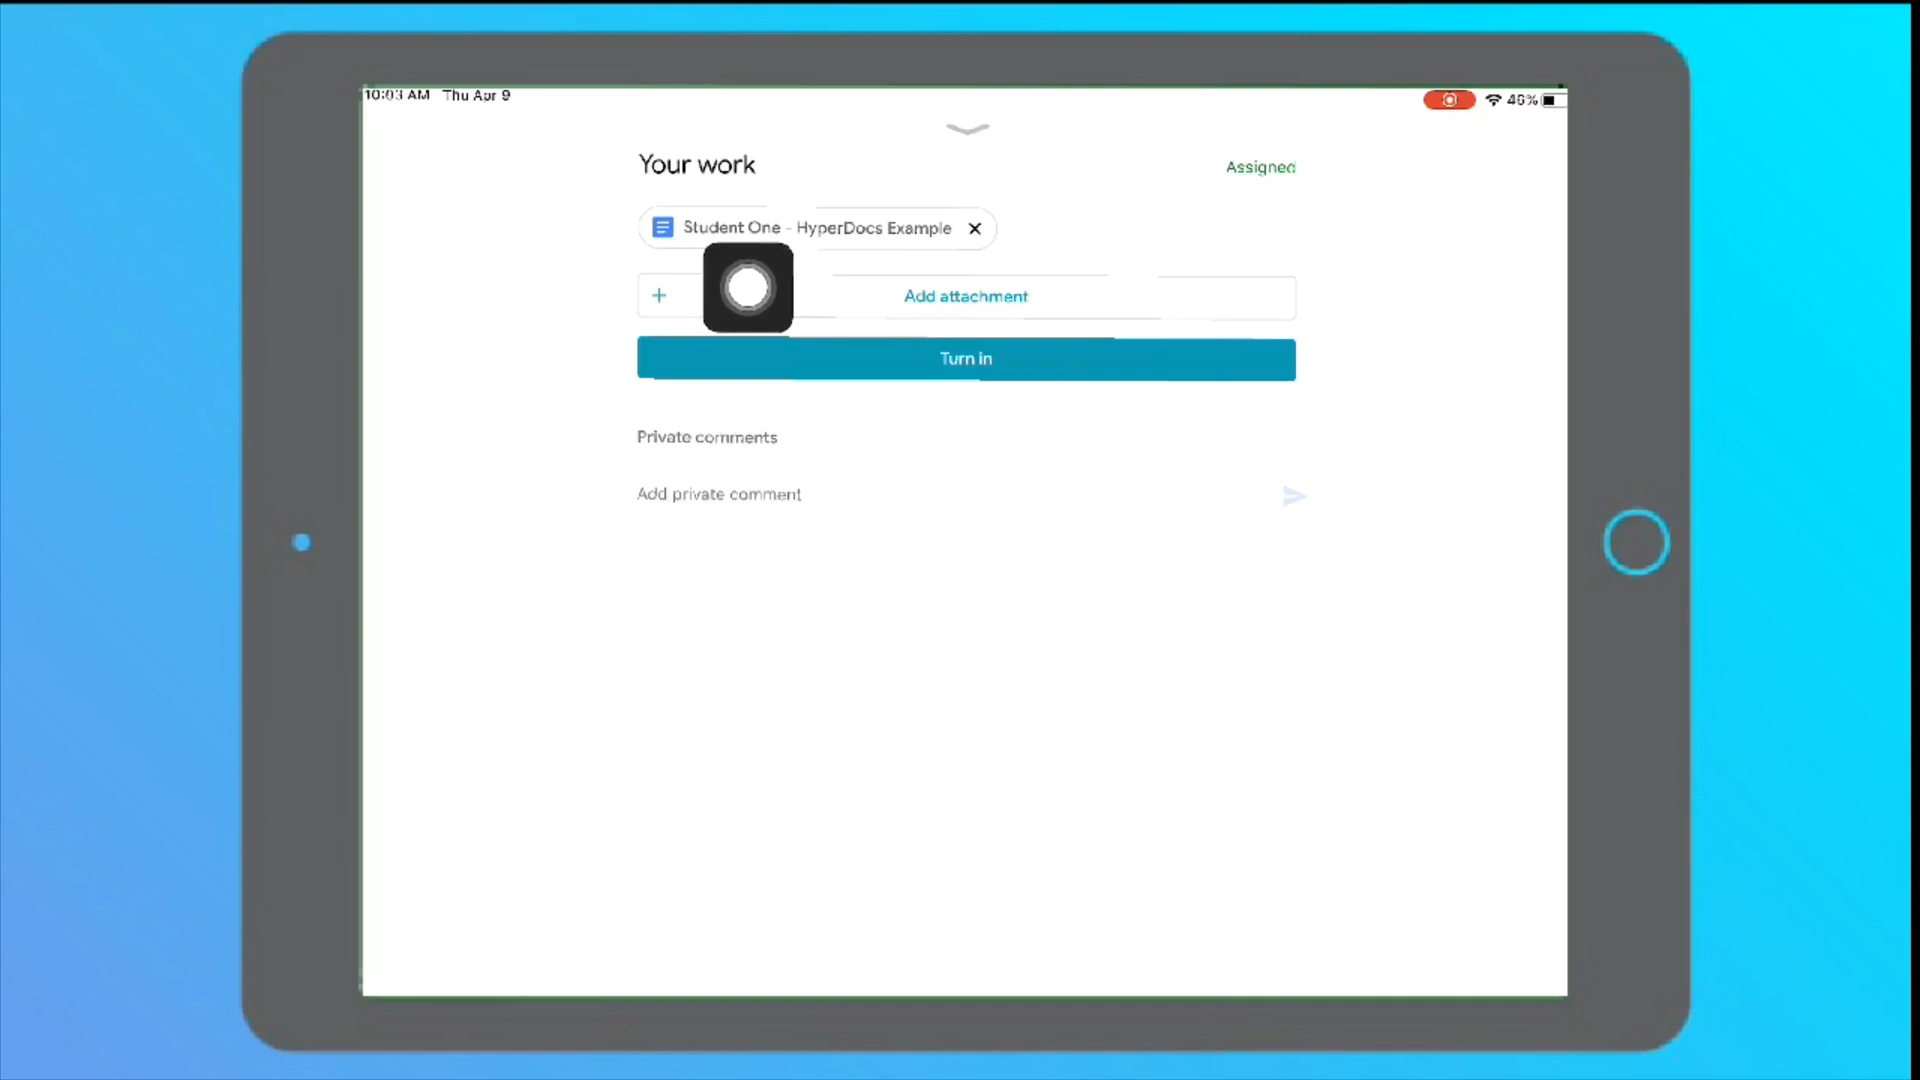 10:03 AM Thu Apr 9
46%
Your work
Assigned
Student One - HyperDocs Example
Add attachment
Turn in
Private comments
Add private comment